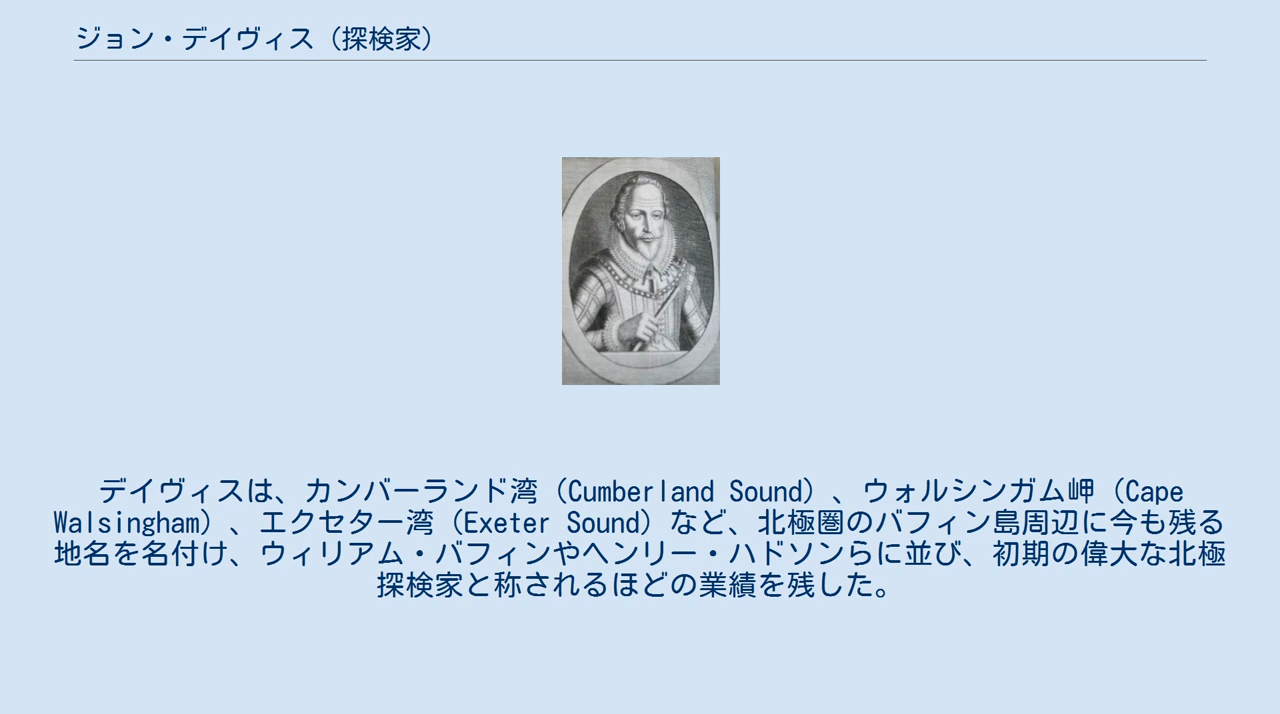 ジョン・デイヴィス（探検家）
デイヴィスは、カンバーランド湾（Cumberland Sound）、ウォルシンガム岬（Cape
Walsingham）、エクセター湾（Exeter Sound）など、北極圏のバフィン島周辺に今も残る
地名を名付け、ウィリアム・バフィンやヘンリー・ハドソンらに並び、初期の偉大な北極
探検家と称されるほどの業績を残した。